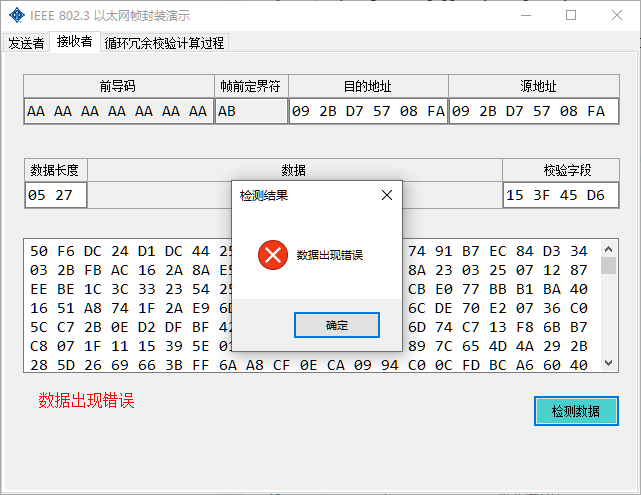 IEEE 802.3 以太网帧封装演示
发送者 接收者 循环冗余校验计算过程
前导码 帧前定界符 目的地址 源地址
AA AA AA AA AA AA AA AB 09 2B D7 57 08 FA 09 2B D7 57 08 FA
数据长度 数据 校验字段
05 27 15 3F 45 D6
检测结果
数据出现错误
确定
50 F6 DC 24 D1 DC 44 25 74 91 B7 EC 84 D3 34
03 2B FB AC 16 2A 8A E5 8A 23 03 25 07 12 87
EE BE 1C 3C 33 23 54 25 CB E0 77 BB B1 BA 40
16 51 A8 74 1F 2A E9 6D 6C DE 70 E2 07 36 C0
5C C7 2B 0E D2 DF BF 42 6D 74 C7 13 F8 6B B7
C8 07 1F 11 15 39 5E 01 89 7C 65 4D 4A 29 2B
28 5D 26 69 66 3B FF 6A A8 CF 0E CA 09 94 C0 0C FD BC A6 60 40
数据出现错误
检测数据